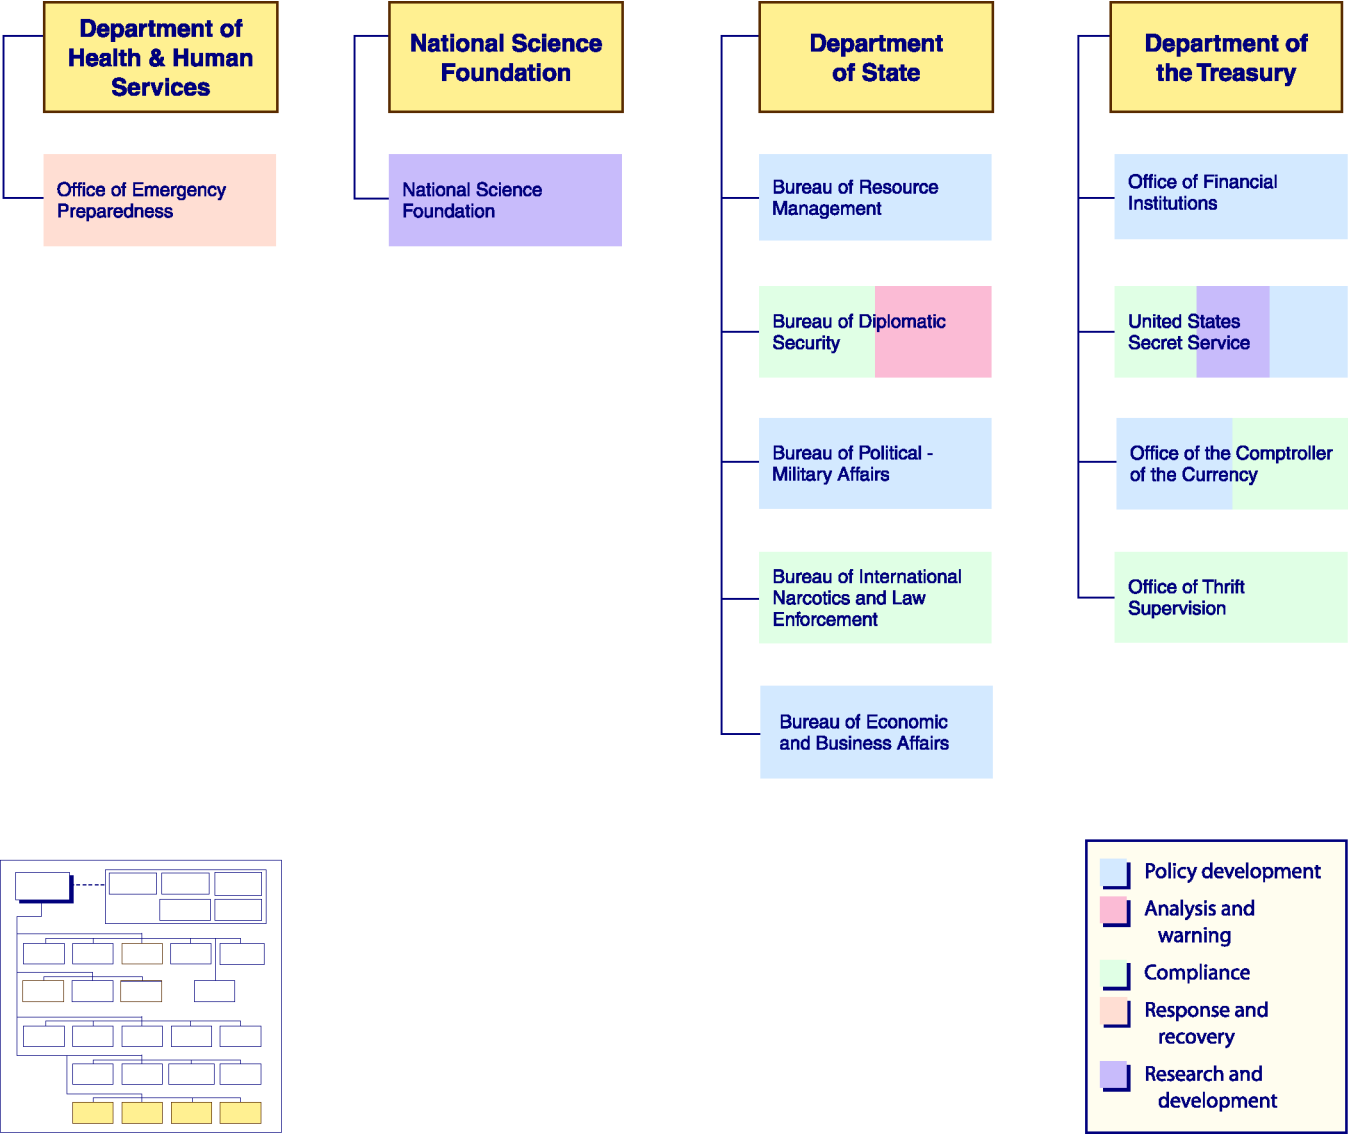 Department of
Health & Human
Services
Office of Emergency
Preparedness
National Science
Foundation
National Science
Foundation
Department
of State
Bureau of Resource
Management
Bureau of Diplomatic
Security
Bureau of Political -
Military Affairs
Bureau of International
Narcotics and Law
Enforcement
Bureau of Economic
and Business Affairs
Department of
the Treasury
Office of Financial
Institutions
United States
Secret Service
Office of the Comptroller
of the Currency
Office of Thrift
Supervision
Policy development
Analysis and
warning
Compliance
Response and
recovery
Research and
development